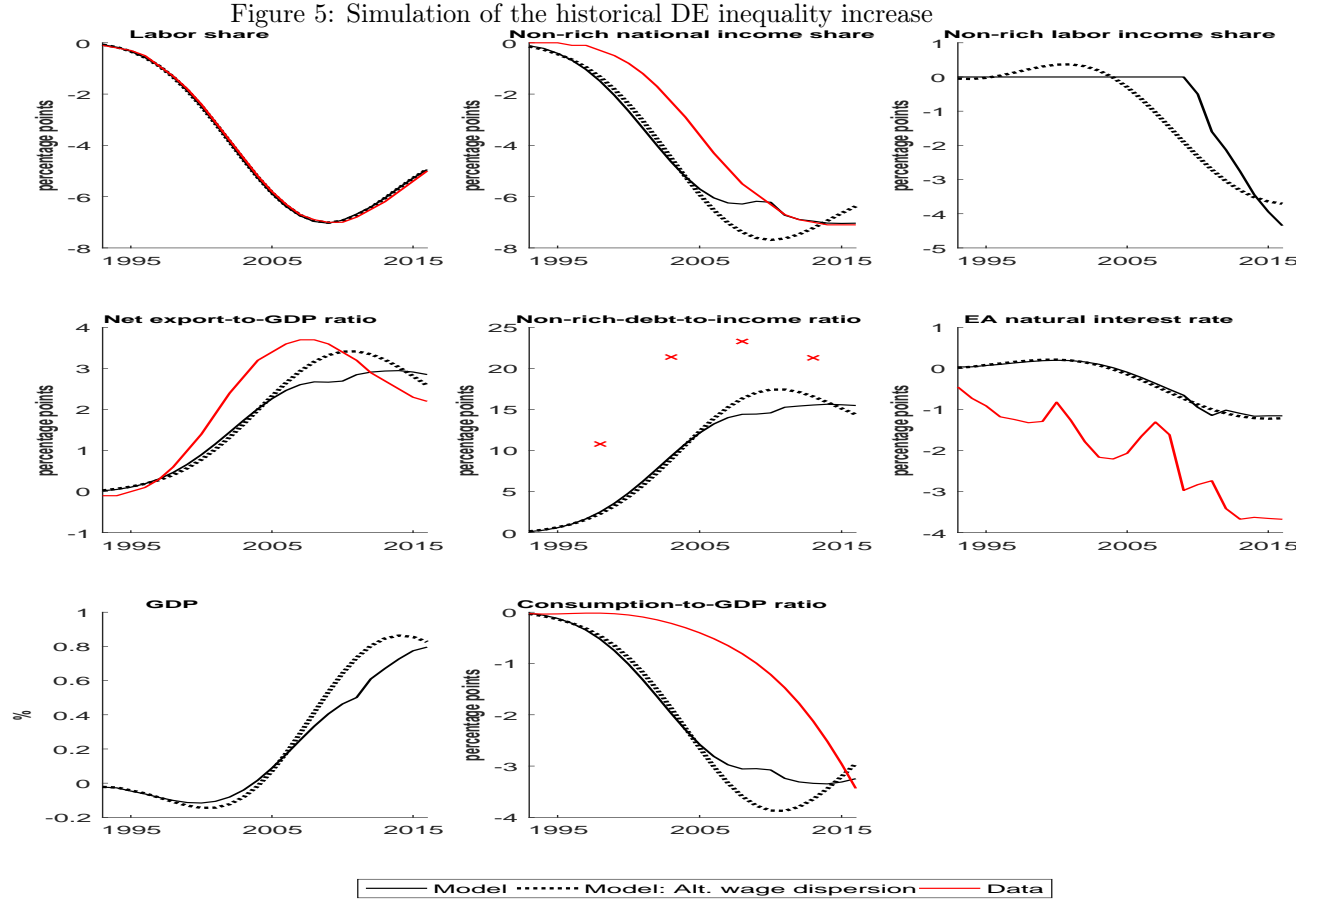 Figure 5: Simulation of the historical DE inequality increase
Labor share
percentage points
0
-2
-4
-6
-8
1995 2005 2015
Non-rich national income share
percentage points
0
-2
-4
-6
-8
1995 2005 2015
Non-rich labor income share
percentage points
1
0
-1
-2
-3
-4
-5
1995 2005 2015
Net export-to-GDP ratio
percentage points
4
3
2
1
0
-1
1995 2005 2015
Non-rich-debt-to-income ratio
percentage points
25
20
15
10
5
0
1995 2005 2015
EA natural interest rate
percentage points
1
0
-1
-2
-3
-4
1995 2005 2015
GDP
%
1
0.8
0.6
0.4
0.2
0
-0.2
1995 2005 2015
Consumption-to-GDP ratio
percentage points
0
-1
-2
-3
-4
1995 2005 2015
Model Model: Alt. wage dispersion Data